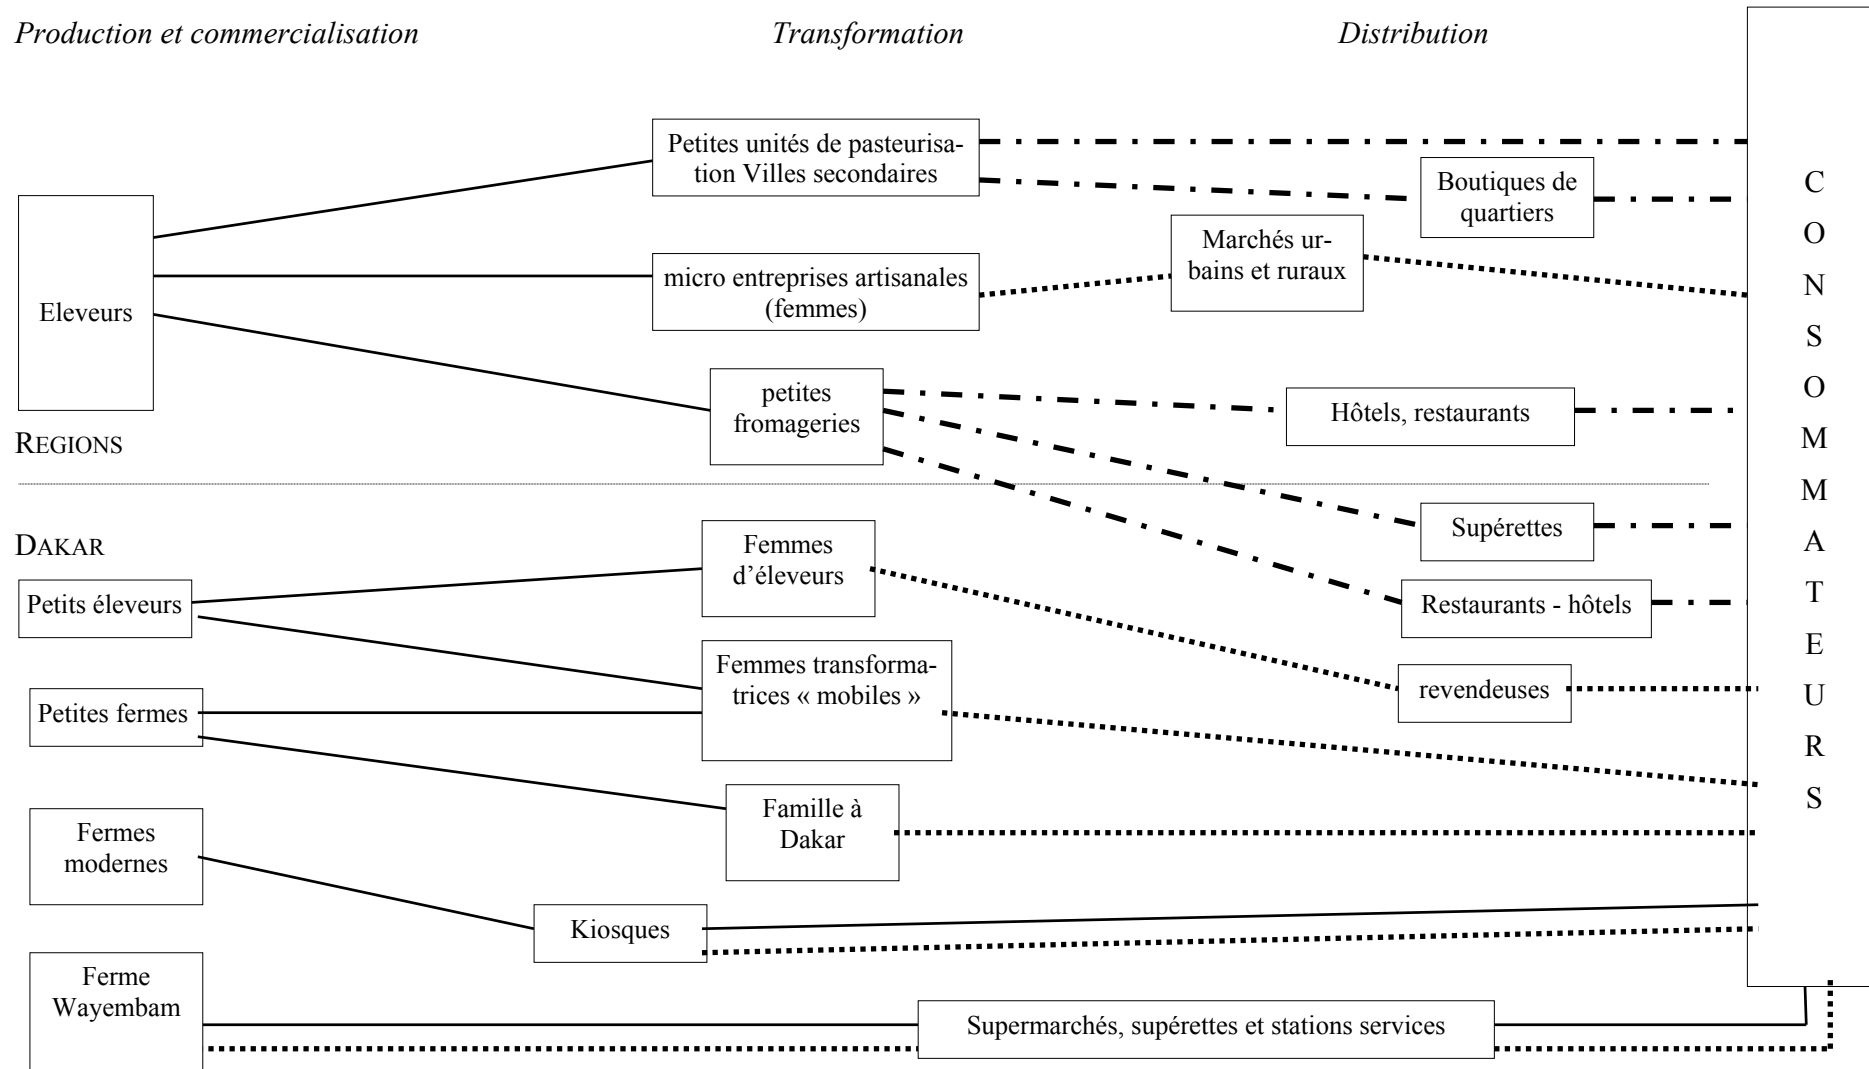 Production et commercialisation
Transformation
Distribution
Petites unités de pasteurisa-
tion Villes secondaires
Boutiques de
quartiers
Marchés ur-
bains et ruraux
Eleveurs
micro entreprises artisanales
(femmes)
petites
fromageries
Hôtels, restaurants
REGIONS
DAKAR
Supérettes
Femmes
d’éleveurs
Petits éleveurs
Restaurants - hôtels
Femmes transforma-
trices « mobiles »
revendeuses
Petites fermes
Famille à
Dakar
Fermes
modernes
Kiosques
Ferme
Wayembam
Supermarchés, supérettes et stations services
C
O
N
S
O
M
M
A
T
E
U
R
S